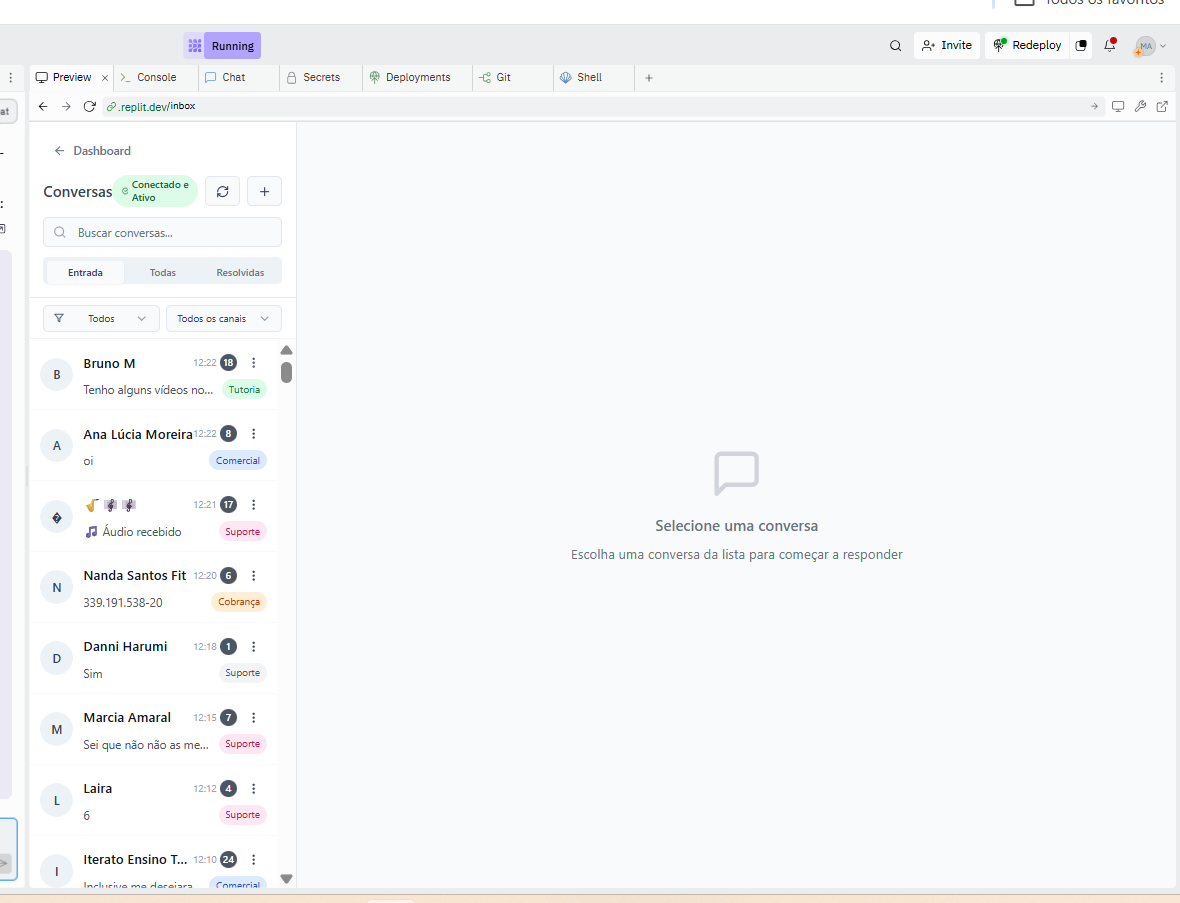 Todos os favoritos
Running
Invite
Redeploy
MA
Preview
Console
Chat
Secrets
Deployments
Git
Shell
at
.replit.dev/inbox
Dashboard
Conversas
Conectado e
Ativo
Buscar conversas...
Entrada Todas Resolvidas
Todos Todos os canais
B Bruno M 12:22 18
Tenho alguns vídeos no... Tutoria
A Ana Lúcia Moreira 12:22 8
oi Comercial
� 🎷 🎼 🎼 12:21 17
🎵 Áudio recebido Suporte
N Nanda Santos Fit 12:20 6
339.191.538-20 Cobrança
D Danni Harumi 12:18 1
Sim Suporte
M Marcia Amaral 12:15 7
Sei que não não as me... Suporte
L Laira 12:12 4
6 Suporte
I Iterato Ensino T... 12:10 24
Inclusive me desejara Comercial
Selecione uma conversa
Escolha uma conversa da lista para começar a responder